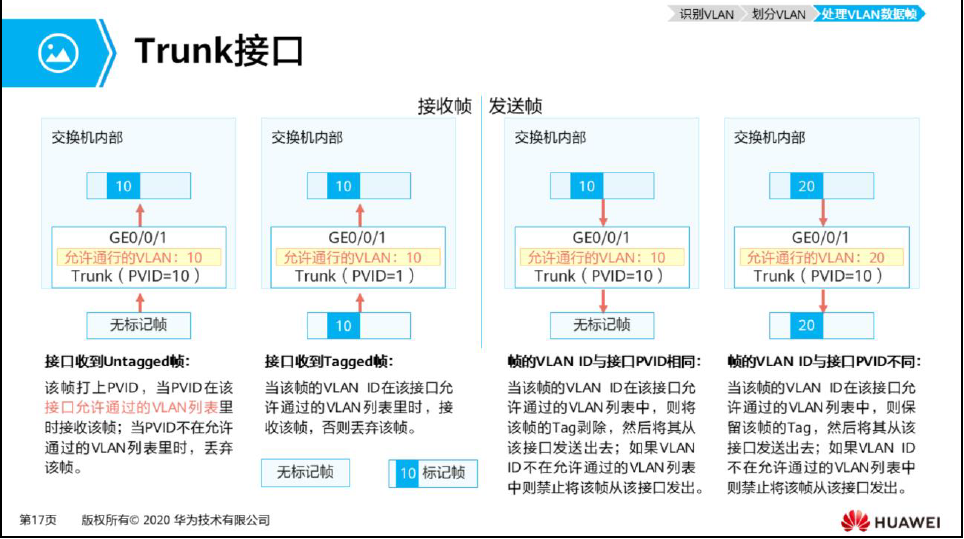 识别VLAN 划分VLAN 处理VLAN数据帧
Trunk接口
接收帧 发送帧
交换机内部
10
GE0/0/1
允许通行的VLAN：10
Trunk（PVID=10）
无标记帧
接口收到Untagged帧：
该帧打上PVID，当PVID在该
接口允许通过的VLAN列表里
时接收该帧；当PVID不在允许
通过的VLAN列表里时，丢弃
该帧。
交换机内部
10
GE0/0/1
允许通行的VLAN：10
Trunk（PVID=1）
10
接口收到Tagged帧：
当该帧的VLAN ID在该接口允
许通过的VLAN列表里时，接
收该帧，否则丢弃该帧。
无标记帧
10 标记帧
交换机内部
10
GE0/0/1
允许通行的VLAN：10
Trunk（PVID=10）
无标记帧
帧的VLAN ID与接口PVID相同：
当该帧的VLAN ID在该接口允
许通过的VLAN列表中，则将
该帧的Tag剥除，然后将其从
该接口发送出去；如果VLAN
ID不在允许通过的VLAN列表
中则禁止将该帧从该接口发出。
交换机内部
20
GE0/0/1
允许通行的VLAN：20
Trunk（PVID=10）
20
帧的VLAN ID与接口PVID不同：
当该帧的VLAN ID在该接口允
许通过的VLAN列表中，则保
留该帧的Tag，然后将其从该
接口发送出去；如果VLAN ID
不在允许通过的VLAN列表中
则禁止将该帧从该接口发出。
第17页 版权所有© 2020 华为技术有限公司
HUAWEI